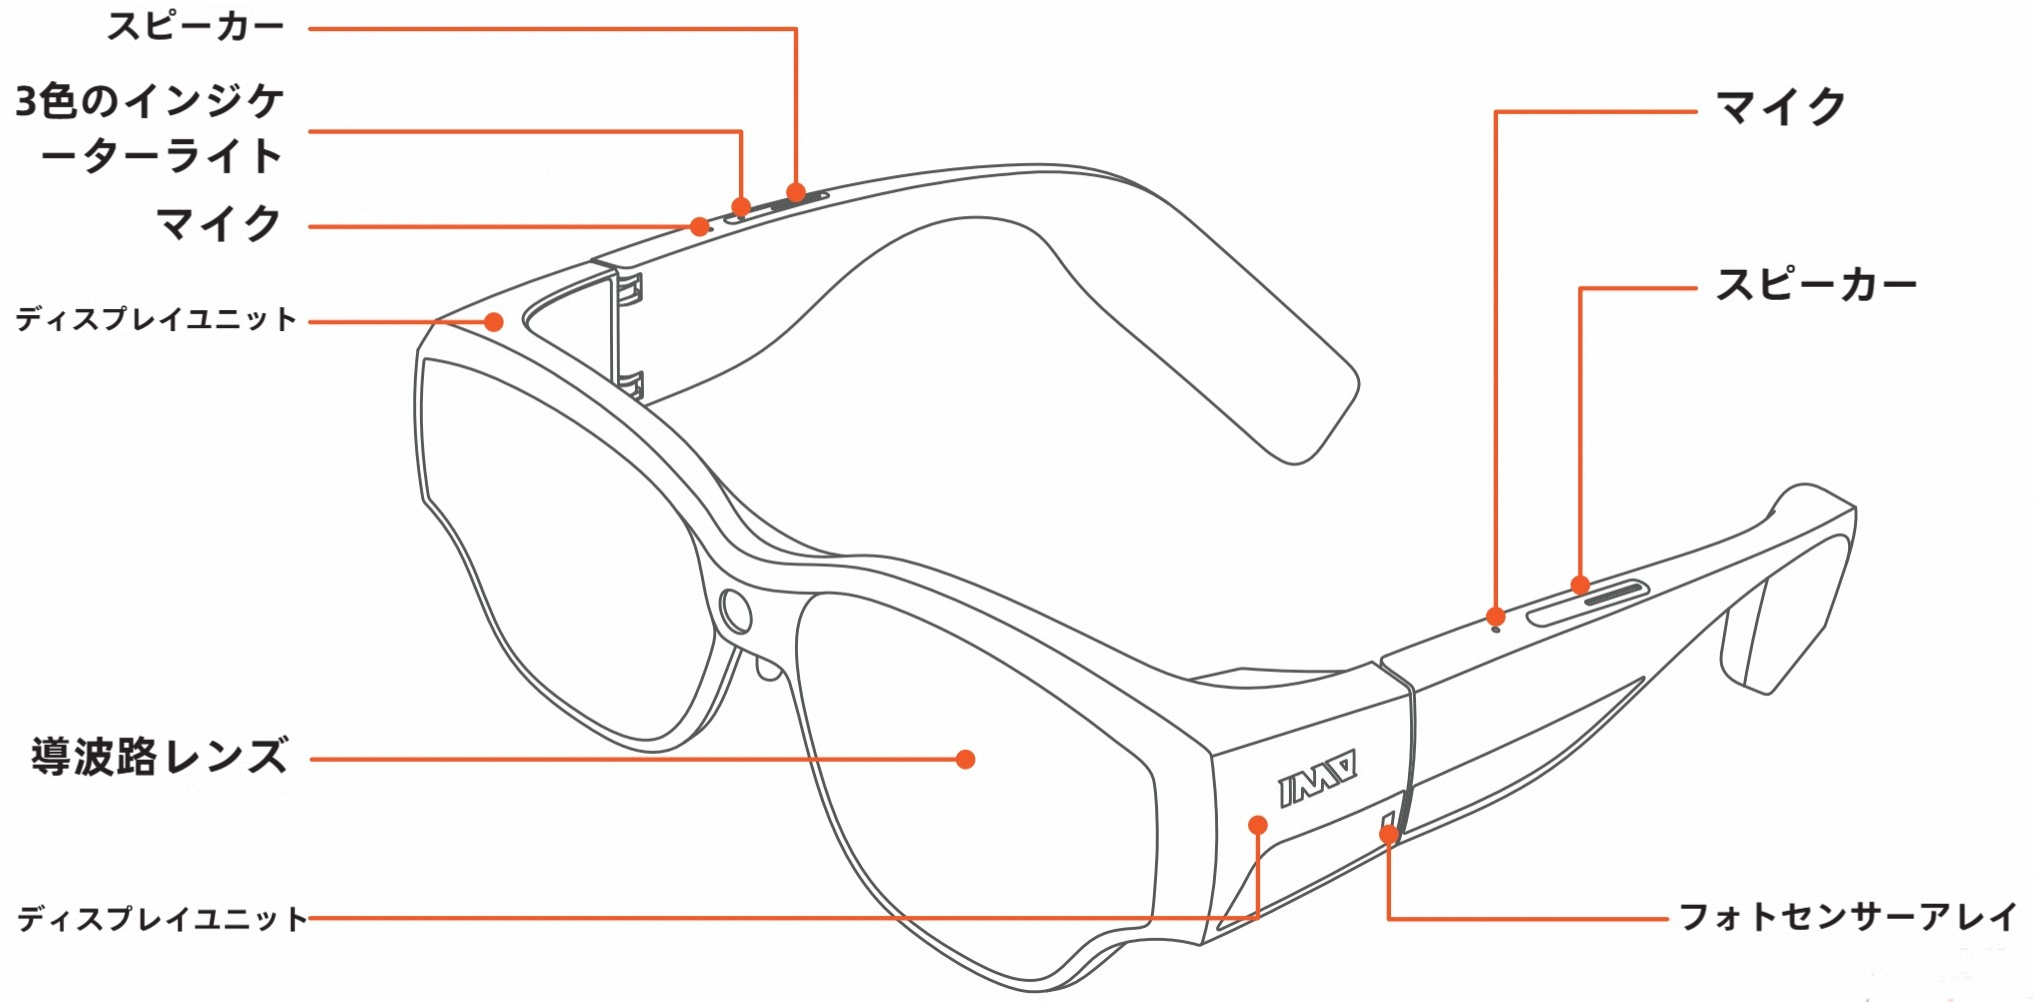 スピーカー
3色のインジケ
ーターライト
マイク
ディスプレイユニット
導波路レンズ
ディスプレイユニット
マイク
スピーカー
INMO
フォトセンサーアレイ